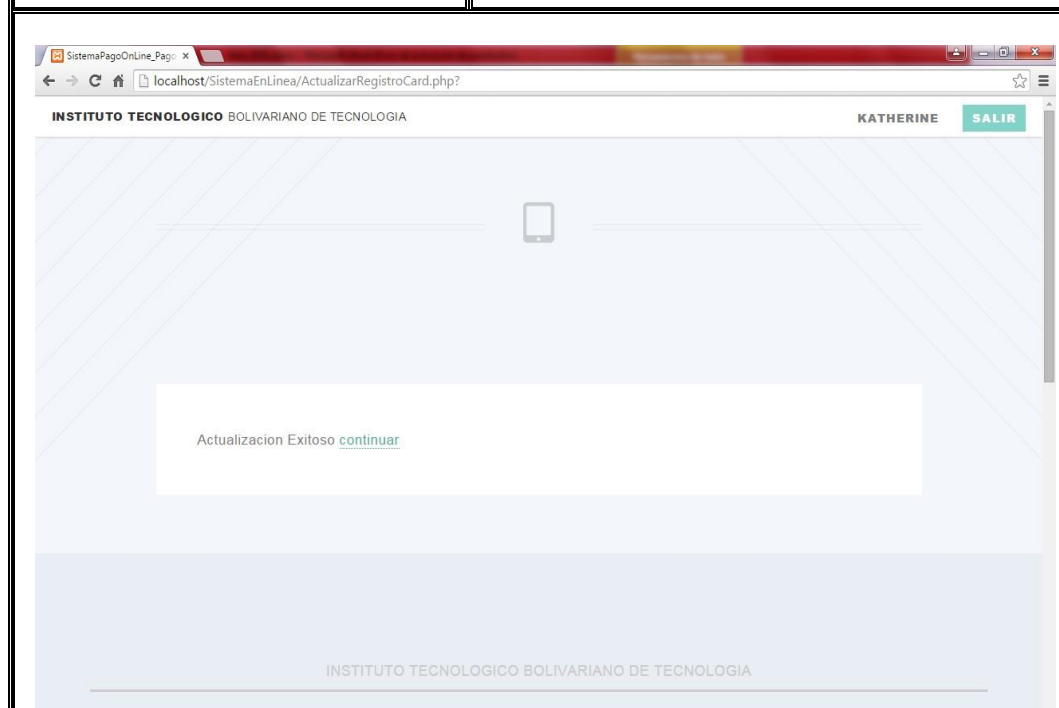 SistemaPagoOnLine_Pago
localhost/SistemaEnLinea/ActualizarRegistroCard.php?
INSTITUTO TECNOLOGICO BOLIVARIANO DE TECNOLOGIA KATHERINE SALIR
Actualizacion Exitoso continuar
INSTITUTO TECNOLOGICO BOLIVARIANO DE TECNOLOGIA